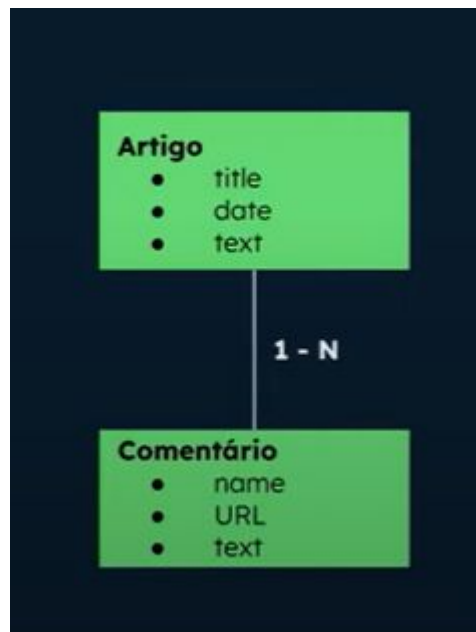 Artigo
● title
● date
● text
1 - N
Comentário
● name
● URL
● text